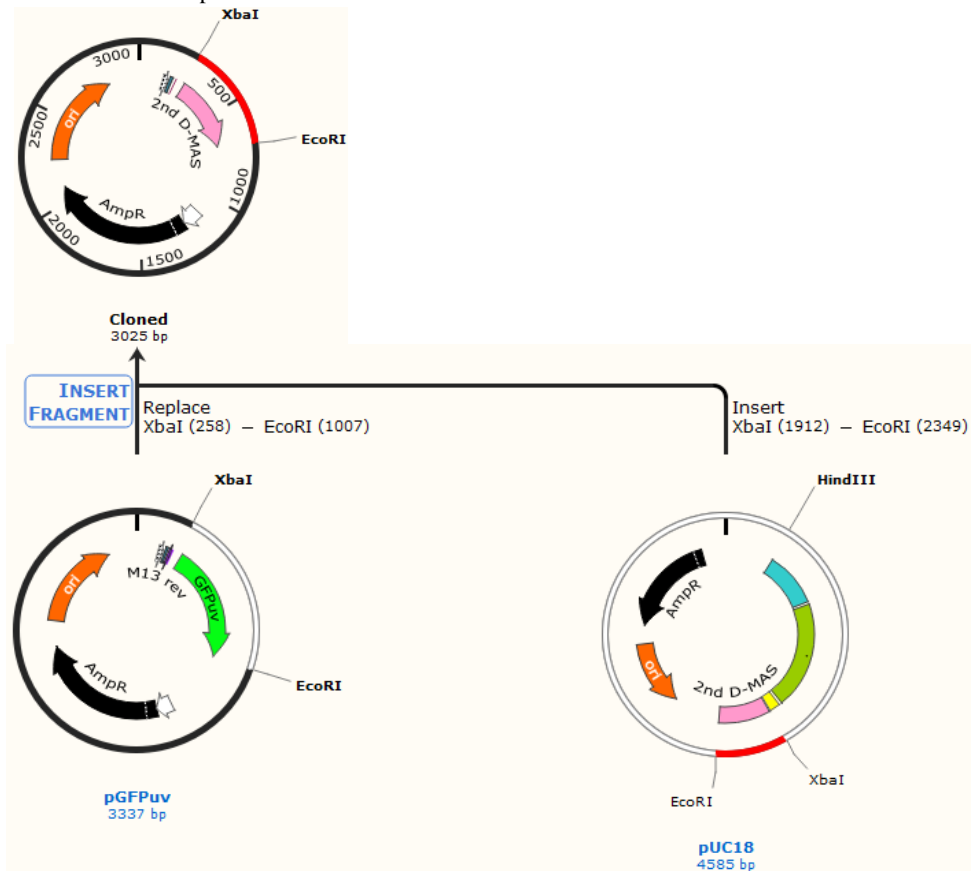 XbaI
3000
500
ori
2nd D-MAS
2500
EcoRI
1000
AmpR
2000
1500
Cloned
3025 bp
INSERT
FRAGMENT
Replace
XbaI (258) – EcoRI (1007)
Insert
XbaI (1912) – EcoRI (2349)
XbaI
HindIII
ori
M13 rev
GFPuv
AmpR
EcoRI
pGFPuv
3337 bp
AmpR
ori
2nd D-MAS
XbaI
EcoRI
pUC18
4585 bp